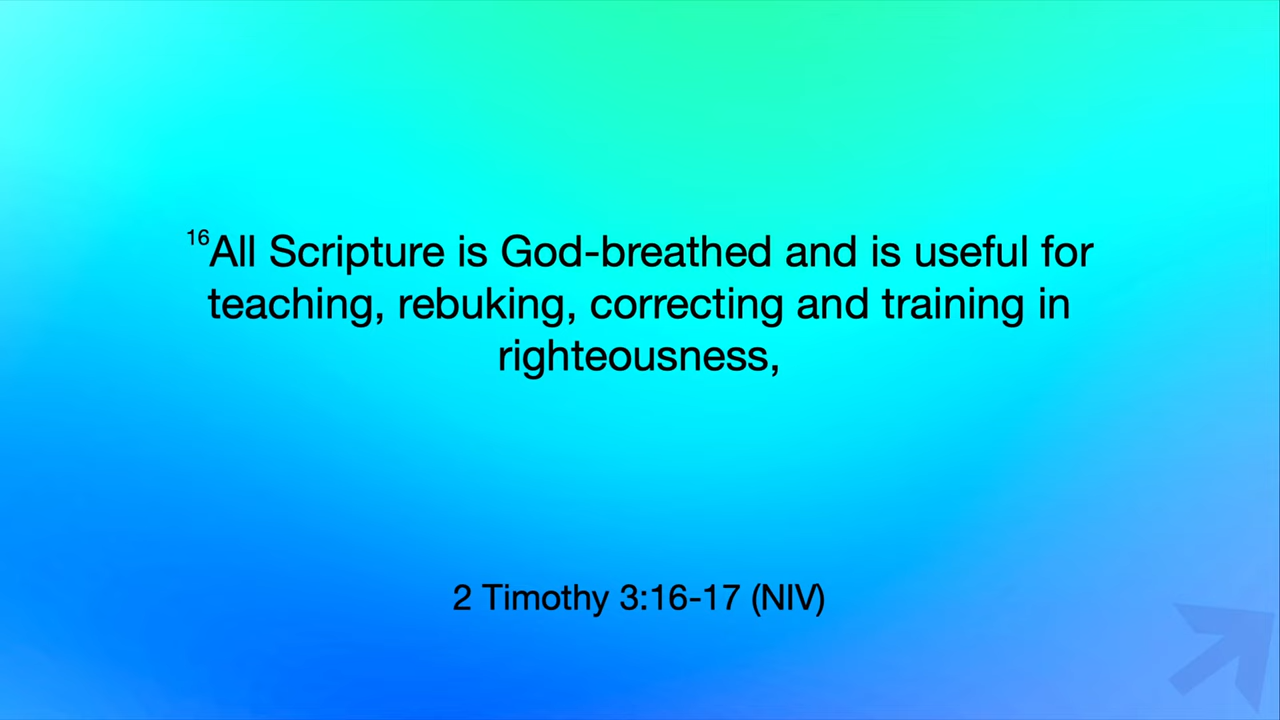 16All Scripture is God-breathed and is useful for
teaching, rebuking, correcting and training in
righteousness,
2 Timothy 3:16-17 (NIV)